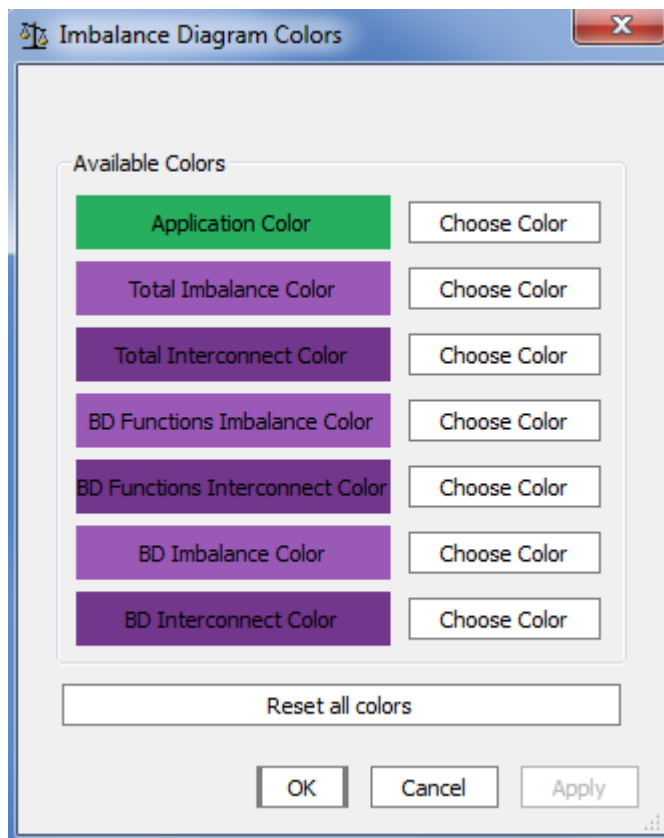 Imbalance Diagram Colors
Available Colors
Application Color Choose Color
Total Imbalance Color Choose Color
Total Interconnect Color Choose Color
BD Functions Imbalance Color Choose Color
BD Functions Interconnect Color Choose Color
BD Imbalance Color Choose Color
BD Interconnect Color Choose Color
Reset all colors
OK Cancel Apply